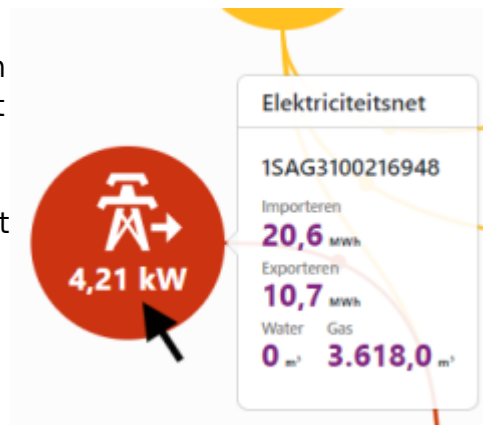 n
t
t
4,21 kW
Elektriciteitsnet
1SAG3100216948
Importeren
20,6 MWh
Exporteren
10,7 MWh
Water Gas
0 m³ 3.618,0 m³